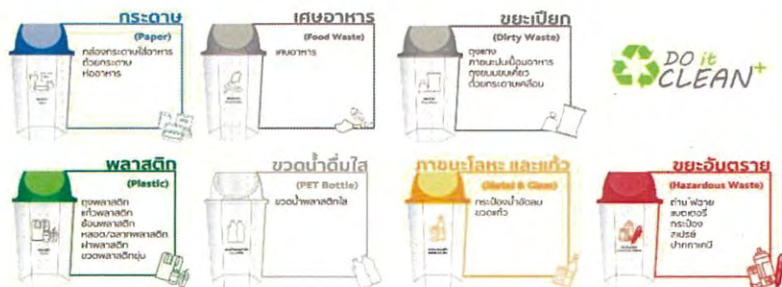 กระดาษ
(Paper)
กล่องกระดาษใส่อาหาร
ถ้วยกระดาษ
ห่ออาหาร
เศษอาหาร
(Food Waste)
เศษอาหาร
ขยะเปียก
(Dirty Waste)
ถุงแกง
ภาชนะปนเปื้อนอาหาร
ถุงขนมขบเคี้ยว
ถ้วยกระดาษเคลือบ
DO it
CLEAN+
พลาสติก
(Plastic)
ถุงพลาสติก
แก้วพลาสติก
ช้อนพลาสติก
หลอด/ฉลากพลาสติก
ฝาพลาสติก
ขวดพลาสติกขุ่น
ขวดน้ำดื่มใส
(PET Bottle)
ขวดน้ำพลาสติกใส
ภาชนะโลหะ และแก้ว
(Metal & Glass)
กระป๋องน้ำอัดลม
ขวดแก้ว
ขยะอันตราย
(Hazardous Waste)
ถ่านไฟฉาย
แบตเตอรี่
กระป๋อง
สเปรย์
ปากกาเคมี